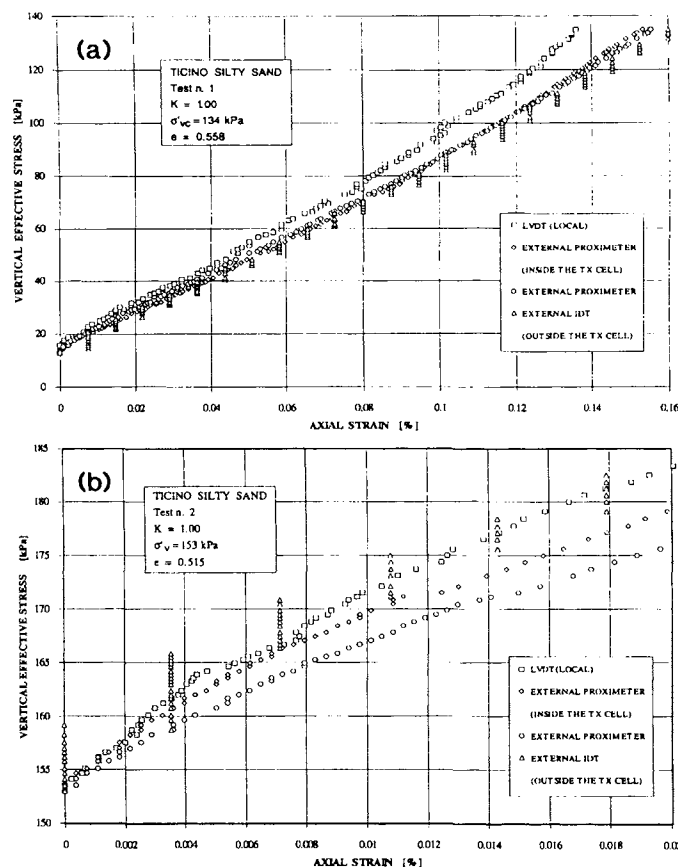 (a)
140
120
100
80
60
40
20
0
VERTICAL EFFECTIVE STRESS [kPa]
TICINO SILTY SAND
Test n. 1
K = 1.00
σ'vc = 134 kPa
e = 0.558
LVDT (LOCAL)
EXTERNAL PROXIMETER
(INSIDE THE TX CELL)
EXTERNAL PROXIMETER
EXTERNAL IDT
(OUTSIDE THE TX CELL)
0 0.02 0.04 0.06 0.08 0.1 0.12 0.14 0.16
AXIAL STRAIN [%]
(b)
185
180
175
170
165
160
155
150
VERTICAL EFFECTIVE STRESS [kPa]
TICINO SILTY SAND
Test n. 2
K = 1.00
σ'v = 153 kPa
e = 0.515
LVDT (LOCAL)
EXTERNAL PROXIMETER
(INSIDE THE TX CELL)
EXTERNAL PROXIMETER
EXTERNAL IDT
(OUTSIDE THE TX CELL)
0 0.002 0.004 0.006 0.008 0.01 0.012 0.014 0.016 0.018
AXIAL STRAIN [%]